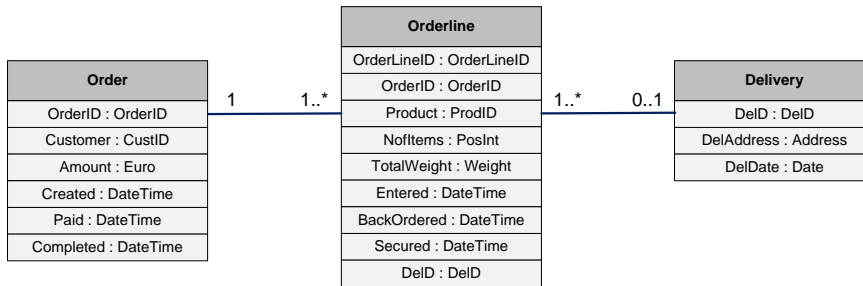 Order
OrderID : OrderID
Customer : CustID
Amount : Euro
Created : DateTime
Paid : DateTime
Completed : DateTime
1
1..*
Orderline
OrderLineID : OrderLineID
OrderID : OrderID
Product : ProdID
NofItems : PosInt
TotalWeight : Weight
Entered : DateTime
BackOrdered : DateTime
Secured : DateTime
DelD : DelD
1..*
0..1
Delivery
DelD : DelD
DelAddress : Address
DelDate : Date